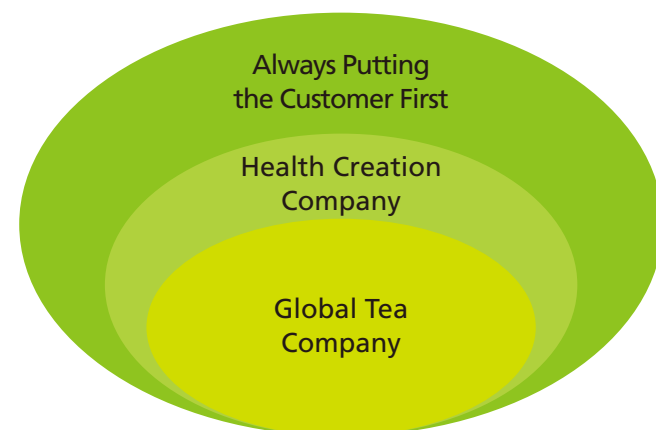 Always Putting
the Customer First
Health Creation
Company
Global Tea
Company